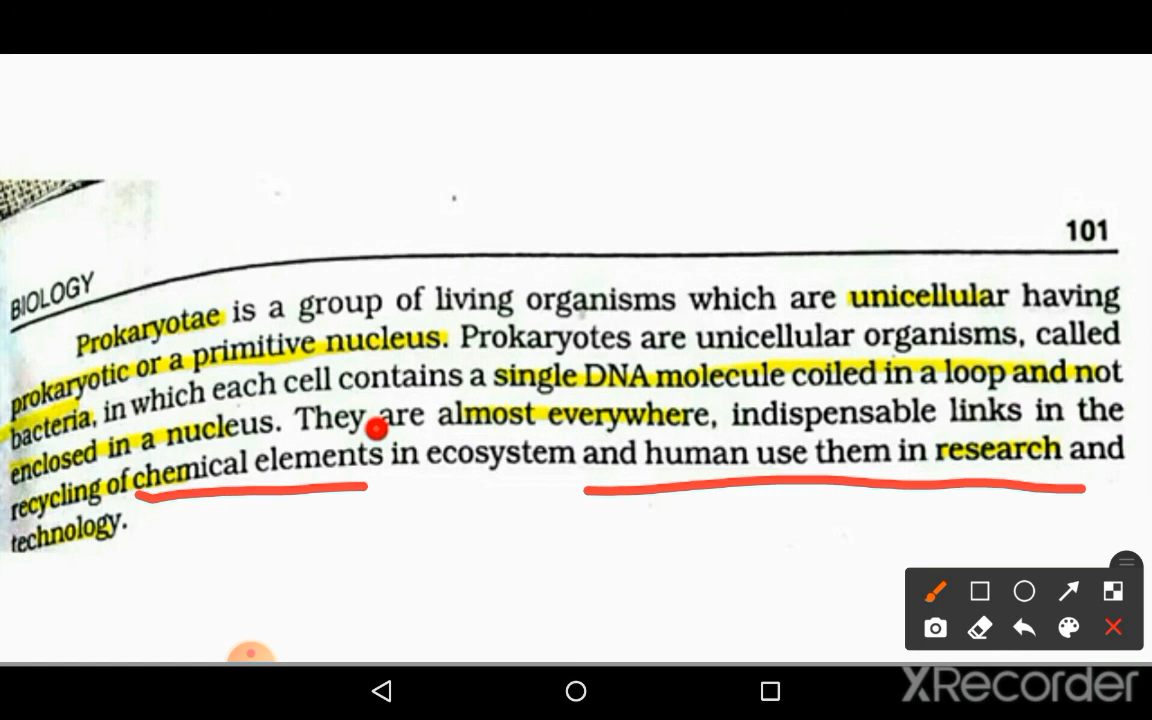 101
BIOLOGY
Prokaryotae is a group of living organisms which are unicellular having
prokaryotic or a primitive nucleus. Prokaryotes are unicellular organisms, called
bacteria, in which each cell contains a single DNA molecule coiled in a loop and not
enclosed in a nucleus. They are almost everywhere, indispensable links in the
recycling of chemical elements in ecosystem and human use them in research and
technology.
XRecorder